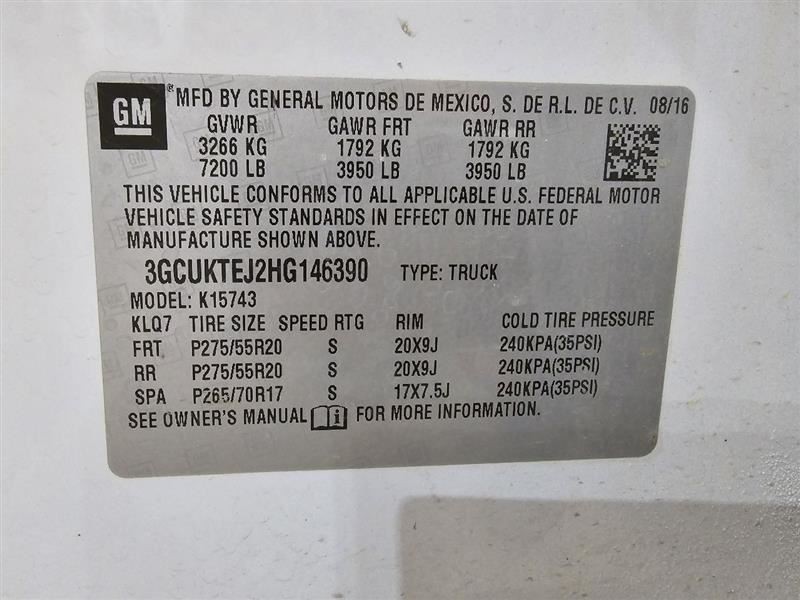 GM ® MFD BY GENERAL MOTORS DE MEXICO, S. DE R.L. DE C.V. 08/16
GVWR GAWR FRT GAWR RR
3266 KG 1792 KG 1792 KG
7200 LB 3950 LB 3950 LB
THIS VEHICLE CONFORMS TO ALL APPLICABLE U.S. FEDERAL MOTOR
VEHICLE SAFETY STANDARDS IN EFFECT ON THE DATE OF
MANUFACTURE SHOWN ABOVE.
3GCUKTEJ2HG146390 TYPE: TRUCK
MODEL: K15743
KLQ7 TIRE SIZE SPEED RTG RIM COLD TIRE PRESSURE
FRT P275/55R20 S 20X9J 240KPA(35PSI)
RR P275/55R20 S 20X9J 240KPA(35PSI)
SPA P265/70R17 S 17X7.5J 240KPA(35PSI)
SEE OWNER'S MANUAL FOR MORE INFORMATION.